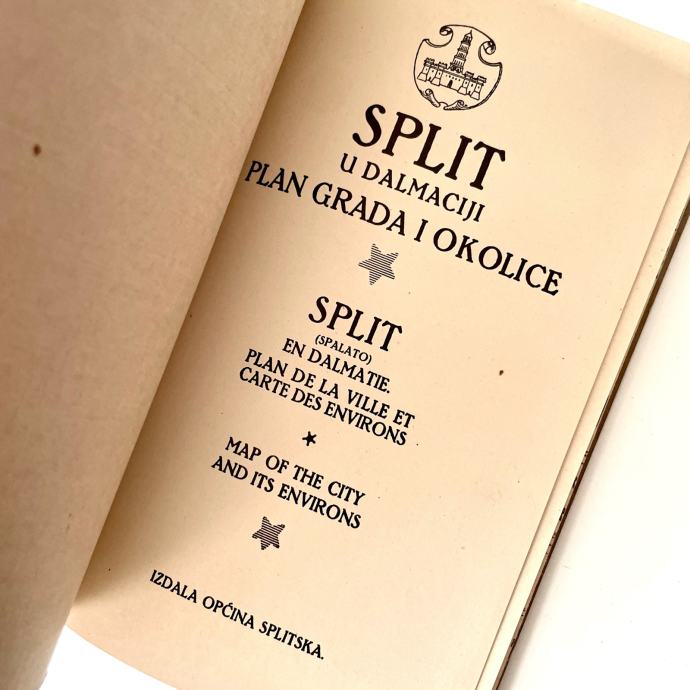 SPLIT
U DALMACIJI
PLAN GRADA I OKOLICE
SPLIT
(SPALATO)
EN DALMATIE.
PLAN DE LA VILLE ET
CARTE DES ENVIRONS
MAP OF THE CITY
AND ITS ENVIRONS
IZDALA OPĆINA SPLITSKA.